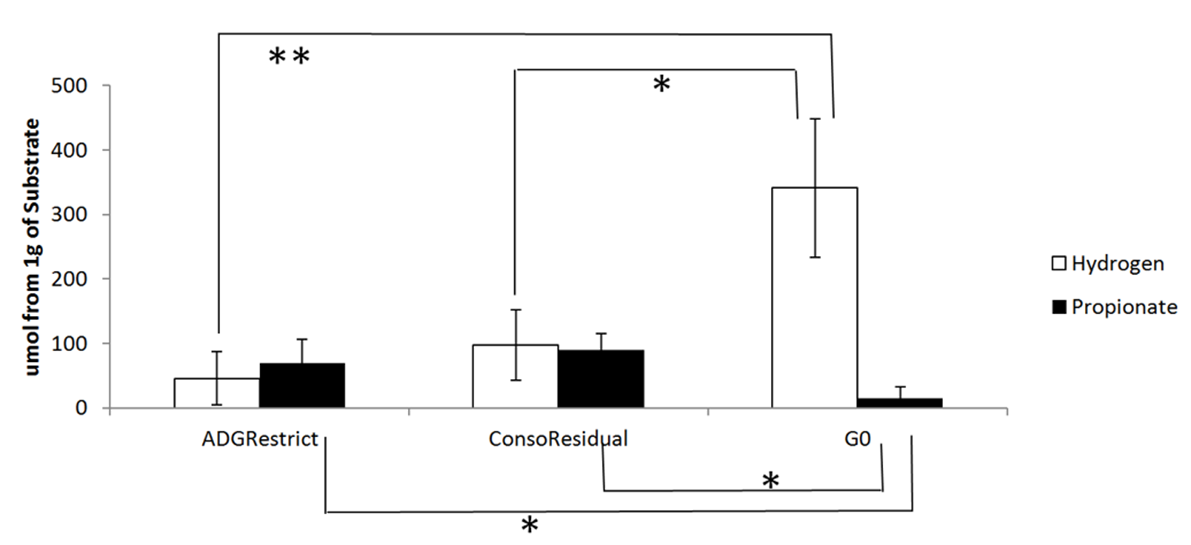 **
*
500
400
300
200
100
0
umol from 1g of Substrate
Hydrogen
Propionate
ADGRestrict
ConsoResidual
G0
*
*